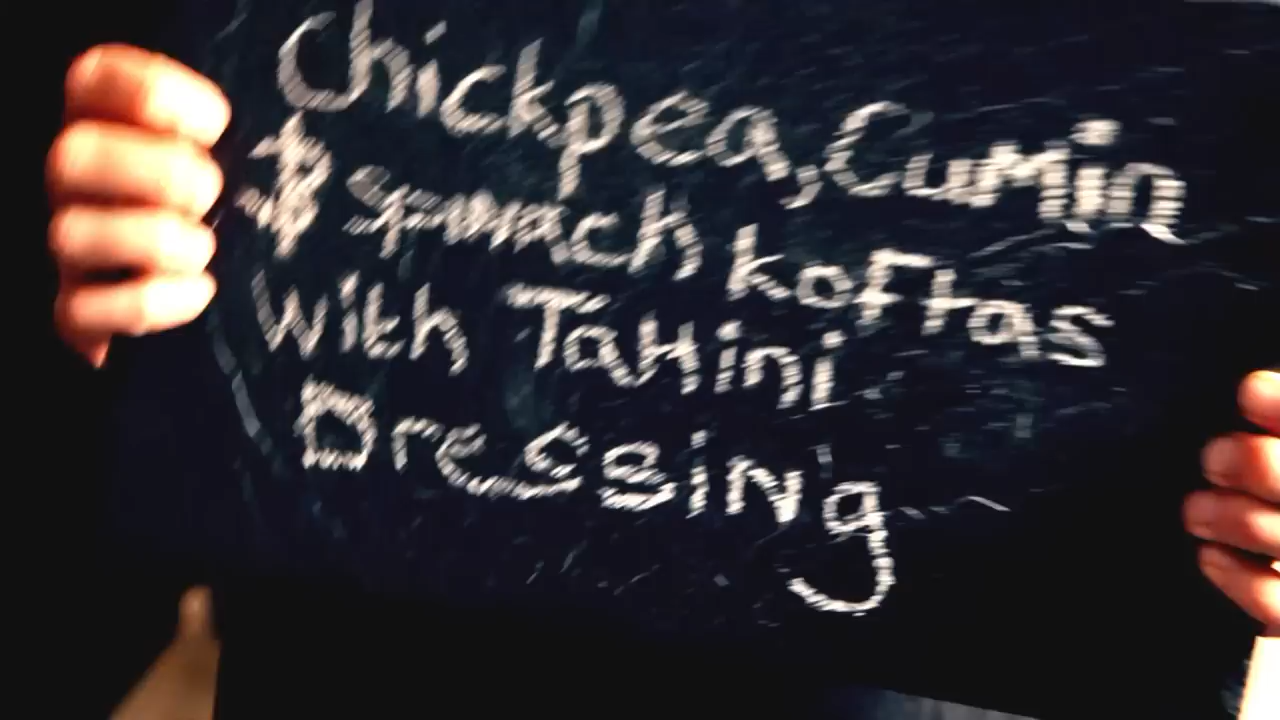 Chickpea, Cumin
& Spinach koftas
With TaHini
DressiNg